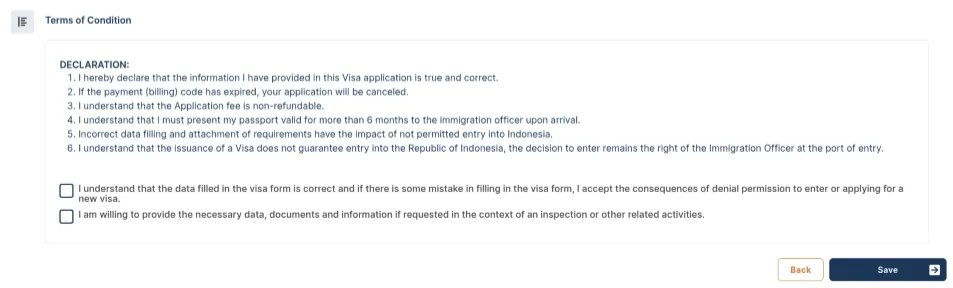 Terms of Condition
DECLARATION:
1. I hereby declare that the information I have provided in this Visa application is true and correct.
2. If the payment (billing) code has expired, your application will be canceled.
3. I understand that the Application fee is non-refundable.
4. I understand that I must present my passport valid for more than 6 months to the immigration officer upon arrival.
5. Incorrect data filling and attachment of requirements have the impact of not permitted entry into Indonesia.
6. I understand that the issuance of a Visa does not guarantee entry into the Republic of Indonesia, the decision to enter remains the right of the Immigration Officer at the port of entry.
I understand that the data filled in the visa form is correct and if there is some mistake in filling in the visa form, I accept the consequences of denial permission to enter or applying for a
new visa.
I am willing to provide the necessary data, documents and information if requested in the context of an inspection or other related activities.
Back
Save